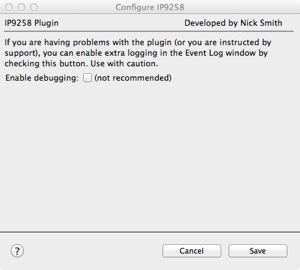 Configure IP9258
IP9258 Plugin Developed by Nick Smith
If you are having problems with the plugin (or you are instructed by
support), you can enable extra logging in the Event Log window by
checking this button. Use with caution.
Enable debugging: (not recommended)
? Cancel Save